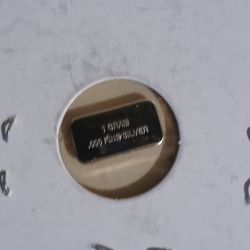 1 GRAM
.999 FINE SILVER